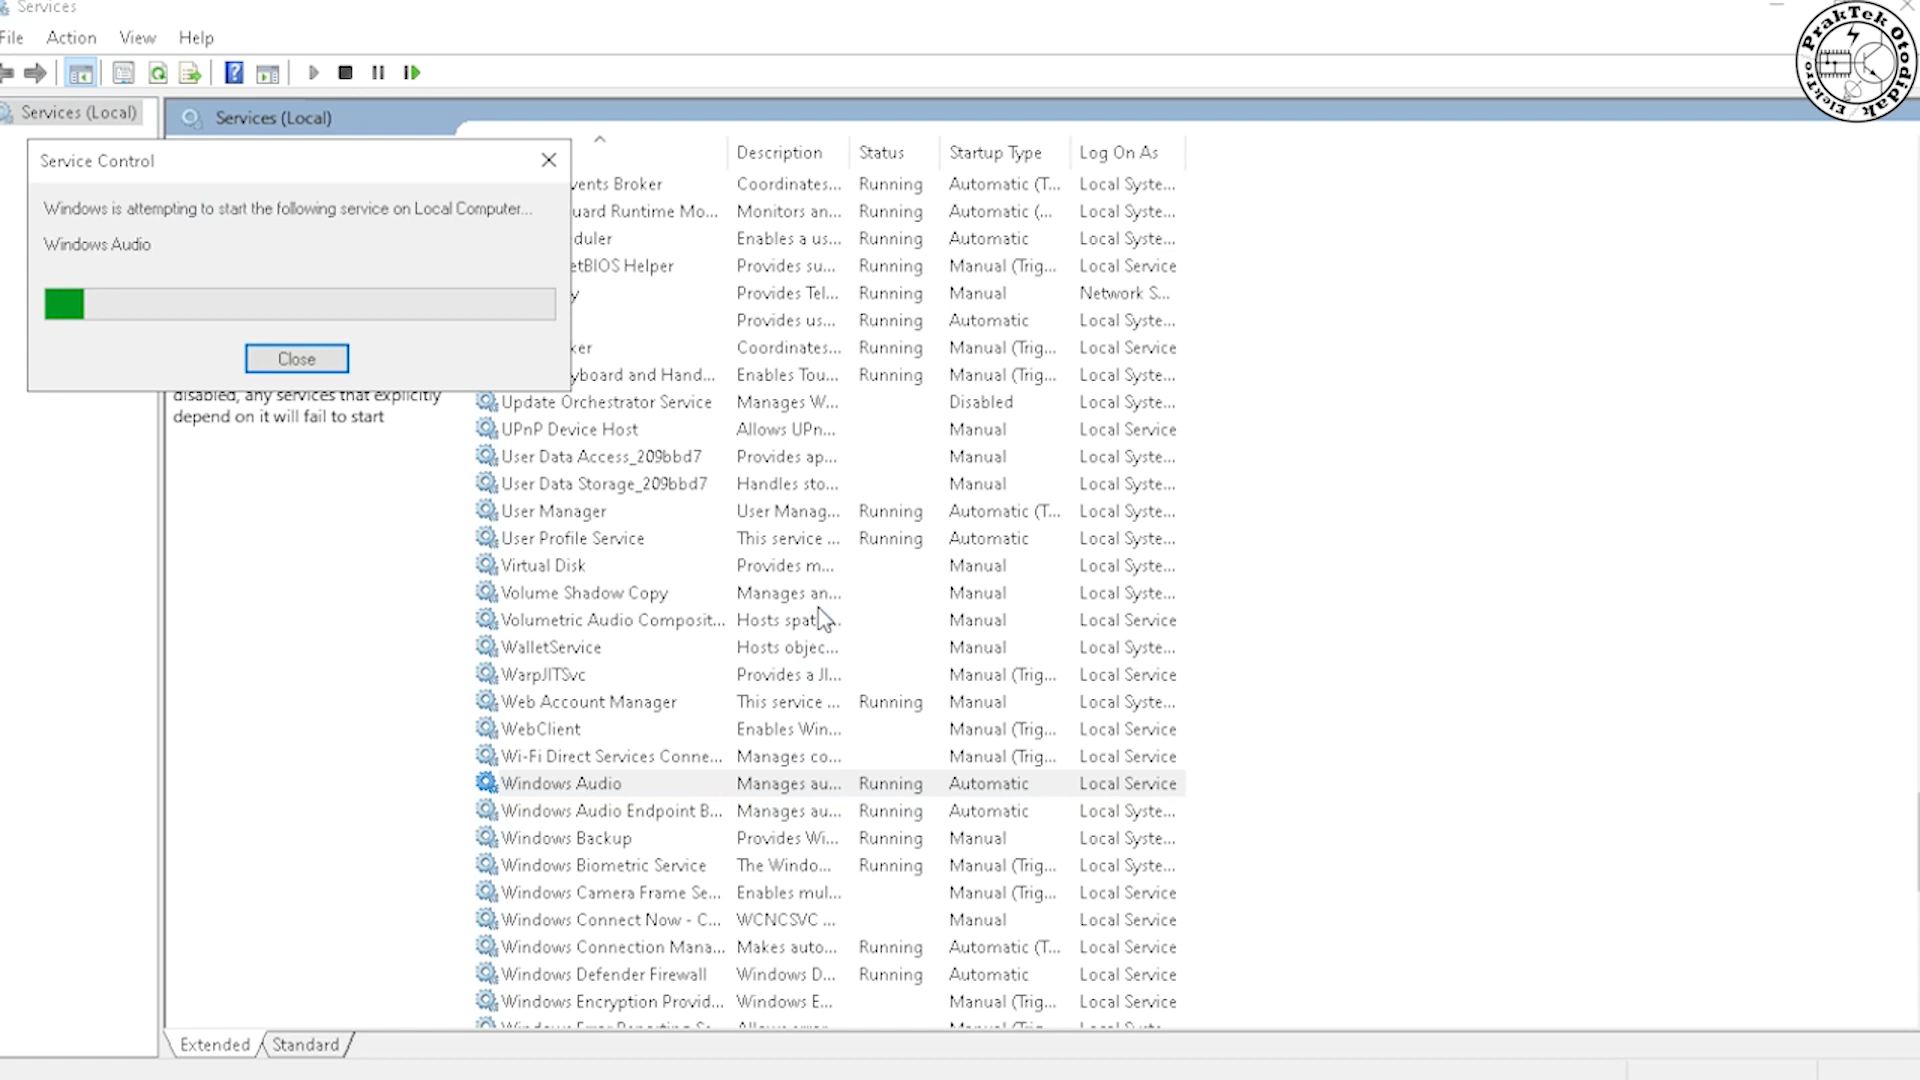 Services
File Action View Help
PrakTek Otodidak
ElekTro
Services (Local)
Services (Local)
Service Control
Windows is attempting to start the following service on Local Computer...
Windows Audio
Close
disabled, any services that explicitly
depend on it will fail to start
Description Status Startup Type Log On As
vents Broker Coordinates... Running Automatic (T... Local Syste...
uard Runtime Mo... Monitors an... Running Automatic (... Local Syste...
duler Enables a us... Running Automatic Local Syste...
etBIOS Helper Provides su... Running Manual (Trig... Local Service
y Provides Tel... Running Manual Network S...
Provides us... Running Automatic Local Syste...
ker Coordinates... Running Manual (Trig... Local Service
yboard and Hand... Enables Tou... Running Manual (Trig... Local Syste...
Update Orchestrator Service Manages W... Disabled Local Syste...
UPnP Device Host Allows UPn... Manual Local Service
User Data Access_209bbd7 Provides ap... Manual Local Syste...
User Data Storage_209bbd7 Handles sto... Manual Local Syste...
User Manager User Manag... Running Automatic (T... Local Syste...
User Profile Service This service ... Running Automatic Local Syste...
Virtual Disk Provides m... Manual Local Syste...
Volume Shadow Copy Manages an... Manual Local Syste...
Volumetric Audio Composit... Hosts spat... Manual Local Service
WalletService Hosts objec... Manual Local Syste...
WarpJITSvc Provides a JI... Manual (Trig... Local Service
Web Account Manager This service ... Running Manual Local Syste...
WebClient Enables Win... Manual (Trig... Local Service
Wi-Fi Direct Services Conne... Manages co... Manual (Trig... Local Service
Windows Audio Manages au... Running Automatic Local Service
Windows Audio Endpoint B... Manages au... Running Automatic Local Syste...
Windows Backup Provides Wi... Running Manual Local Syste...
Windows Biometric Service The Windo... Running Manual (Trig... Local Syste...
Windows Camera Frame Se... Enables mul... Manual (Trig... Local Service
Windows Connect Now - C... WCNCSVC ... Manual Local Service
Windows Connection Mana... Makes auto... Running Automatic (T... Local Service
Windows Defender Firewall Windows D... Running Automatic Local Service
Windows Encryption Provid... Windows E... Manual (Trig... Local Service
Extended Standard